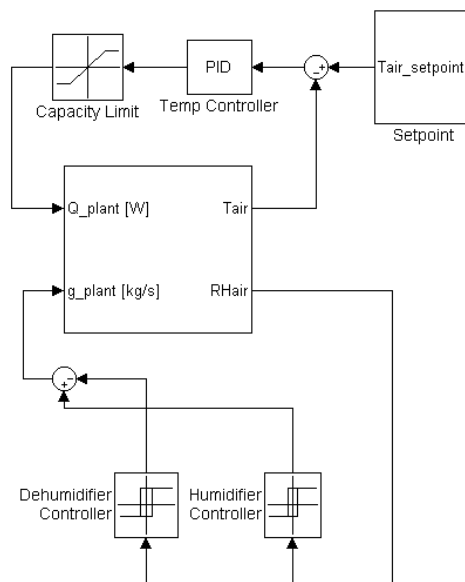 PID
Tair_setpoint
Capacity Limit
Temp Controller
Setpoint
Q_plant [W]
Tair
g_plant [kg/s]
RHair
Dehumidifier
Controller
Humidifier
Controller